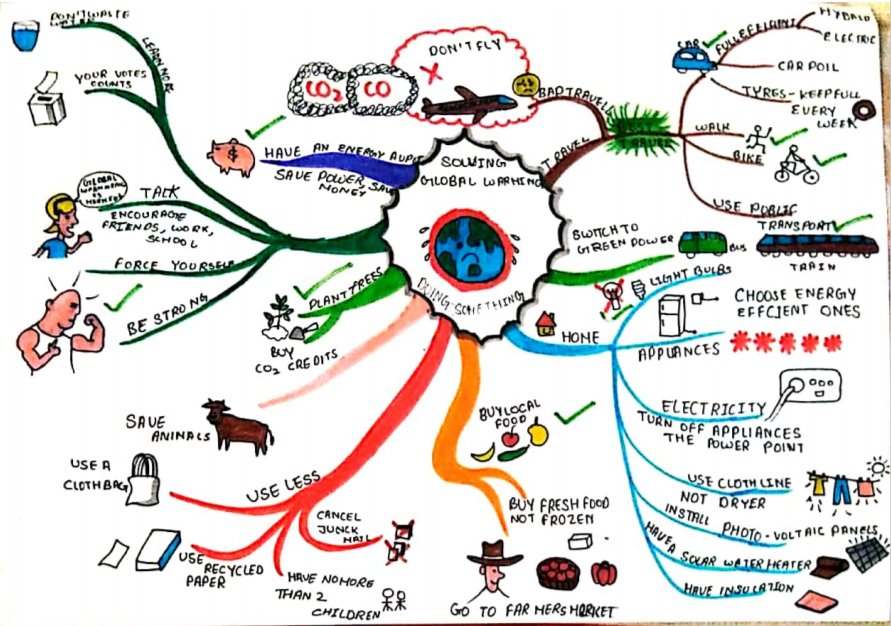 DON'T WASTE
WATER
LEARN MORE
YOUR VOTES
COUNTS
GLOBAL
WARMING
IS
TALK
ENCOURAGE
FRIENDS, WORK,
SCHOOL
FORCE YOURSELF
BE STRONG
$
HAVE AN ENERGY AUDIT
SAVE POWER, SAVE
MONEY
CO2
CO
DON'T FLY
BAD TRAVELS
TRAVEL
BEST
TRAVEL
CAR
HYBRID
ELECTRIC
CAR POIL
TYRES-KEEP FULL
EVERY
WEEK
WALK
BIKE
USE PUBLIC
TRANSPORT
BUS
TRAIN
SOLVING
GLOBAL WARMING
DOING SOMETHING
SWITCH TO
GREEN POWER
PLANT TREES
BUY
CO2 CREDITS
SAVE
ANINALS
USE LESS
USE A
CLOTH BAG
USE
RECYCLED
PAPER
HAVE NO MORE
THAN 2
CHILDREN
CANCEL
JUNCK
MAIL
BUY LOCAL
FOOD
BUY FRESH FOOD
NOT FROZEN
GO TO FARMERS MARKET
HOME
LIGHT BULBS
CHOOSE ENERGY
EFFCIENT ONES
APPLIANCES
ELECTRICITY
TURN OFF APPLIANCES
THE POWER POINT
USE CLOTH LINE
NOT DRYER
INSTALL PHOTO-VOLTAIC PANELS
HAVE A SOLAR WATER HEATER
HAVE INSULATION